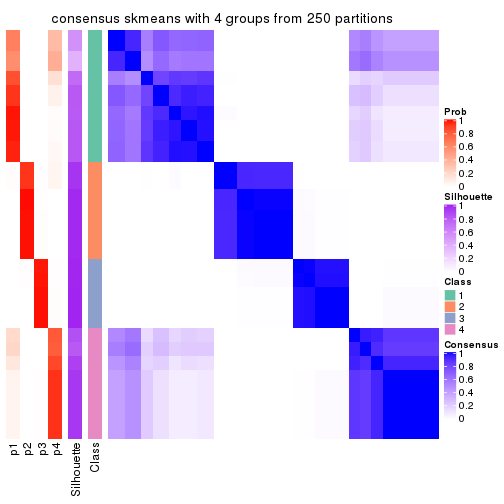 consensus skmeans with 4 groups from 250 partitions
Prob
1
0.8
0.6
0.4
0.2
0
Silhouette
1
0.8
0.6
0.4
0.2
0
Class
1
2
3
4
Consensus
1
0.8
0.6
0.4
0.2
0
p1
p2
p3
p4
Silhouette
Class